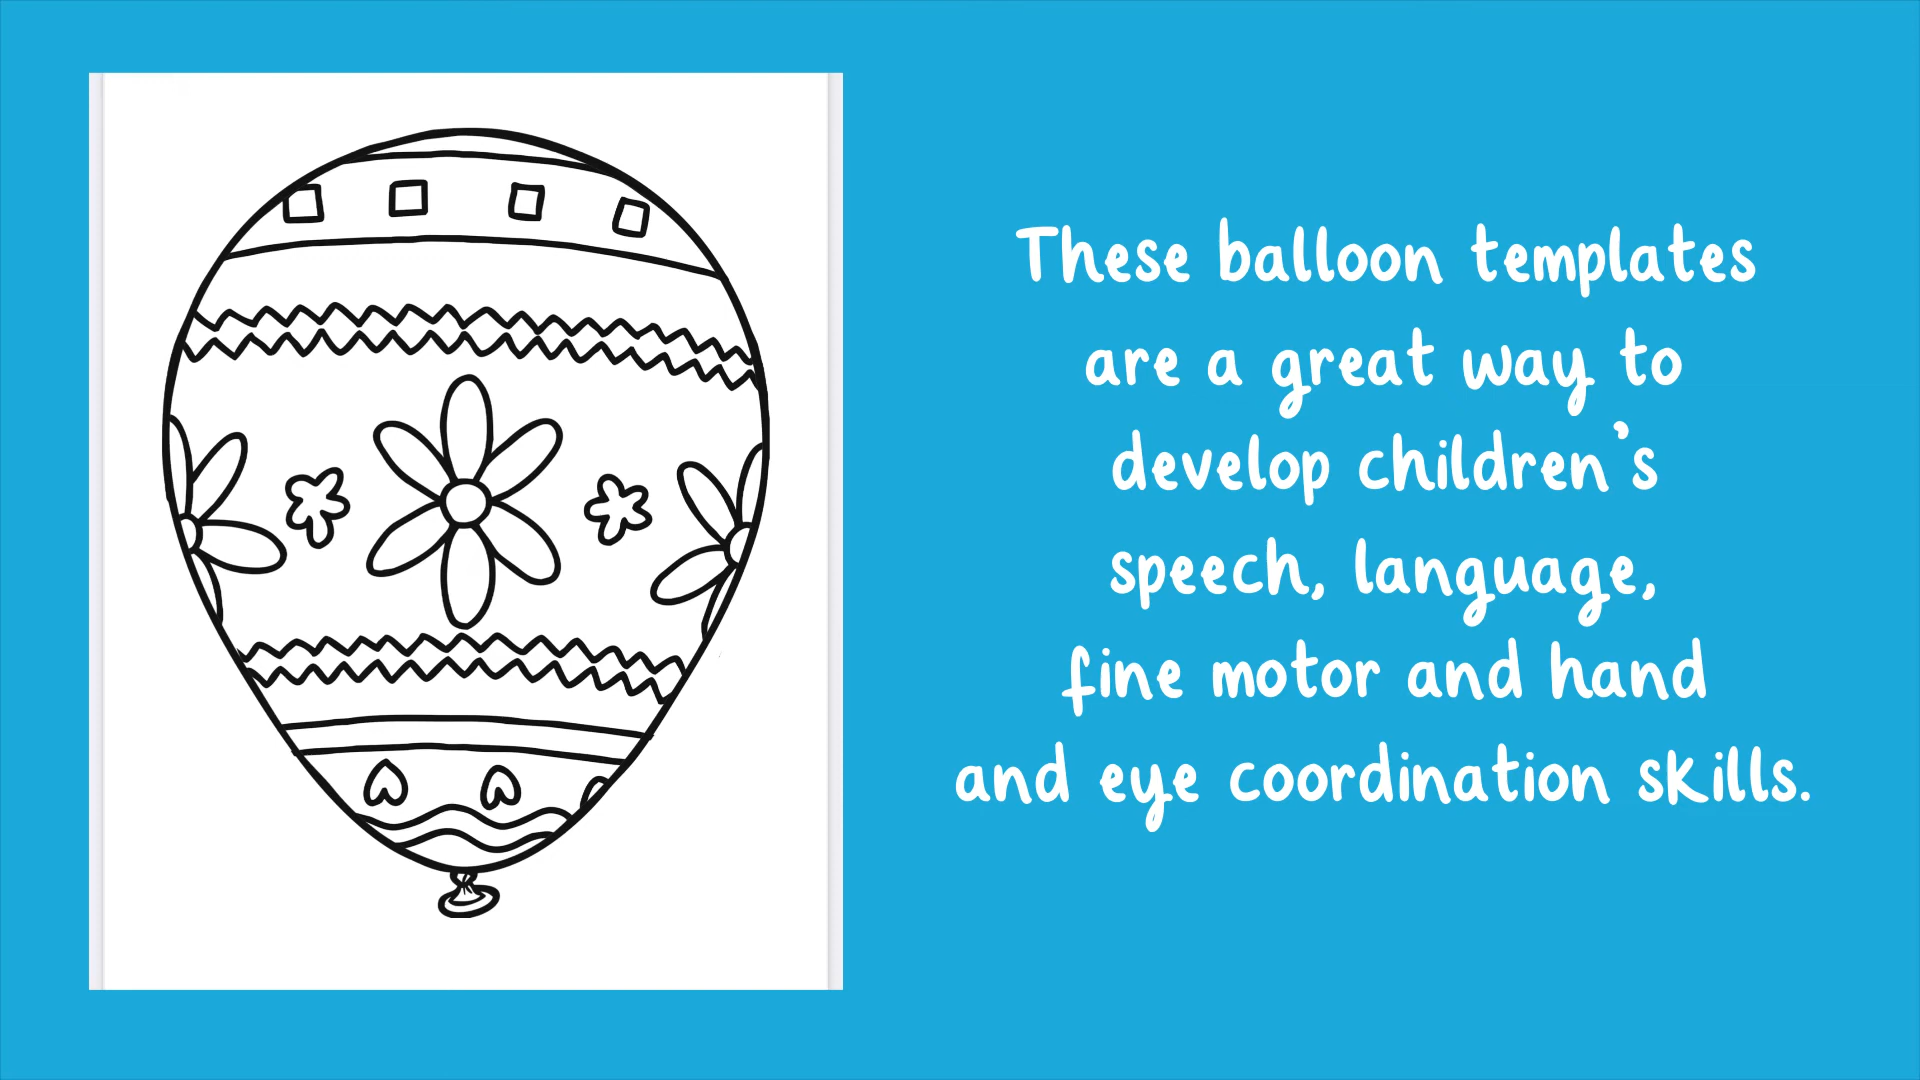 These balloon templates
are a great way to
develop children's
speech, language,
fine motor and hand
and eye coordination skills.